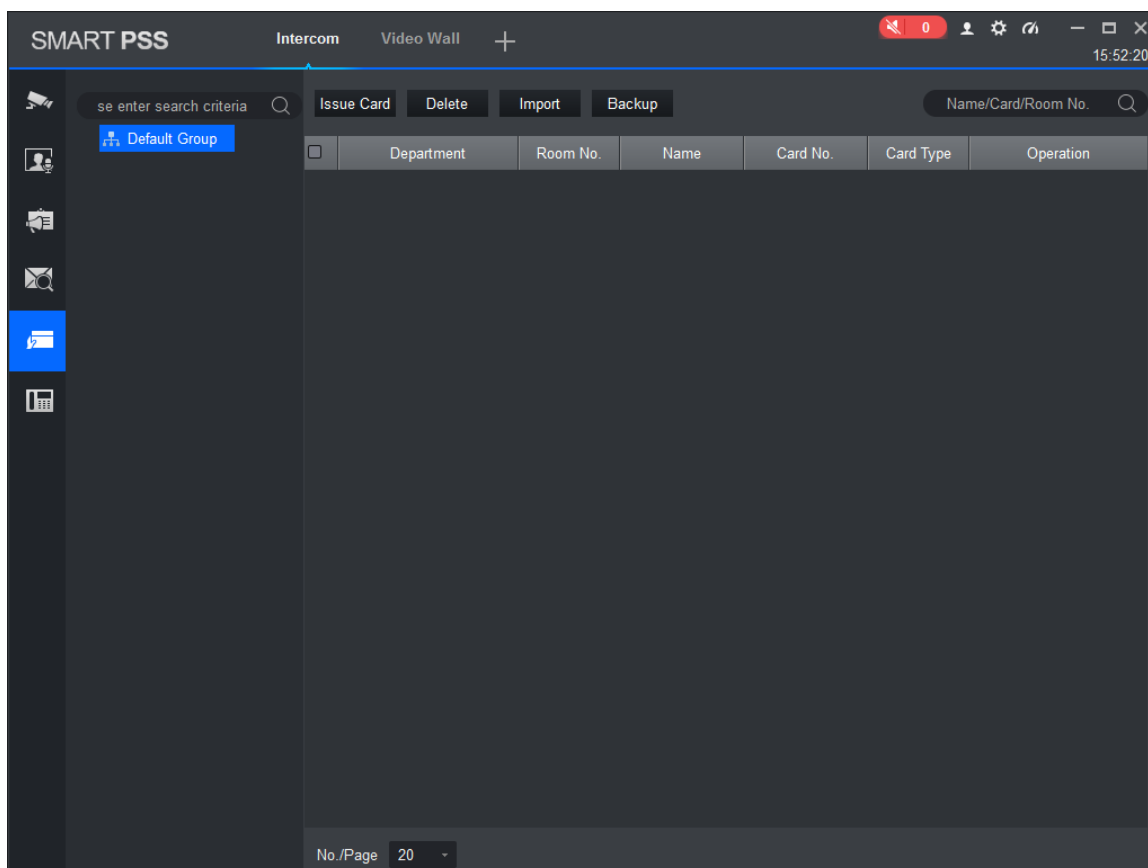 SMART PSS
Intercom
Video Wall
0
15:52:20
se enter search criteria
Default Group
Issue Card
Delete
Import
Backup
Name/Card/Room No.
Department
Room No.
Name
Card No.
Card Type
Operation
No./Page
20